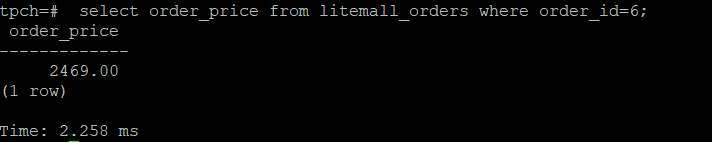 tpch=#  select order_price from litemall_orders where order_id=6;
 order_price
-------------
     2469.00
(1 row)

Time: 2.258 ms